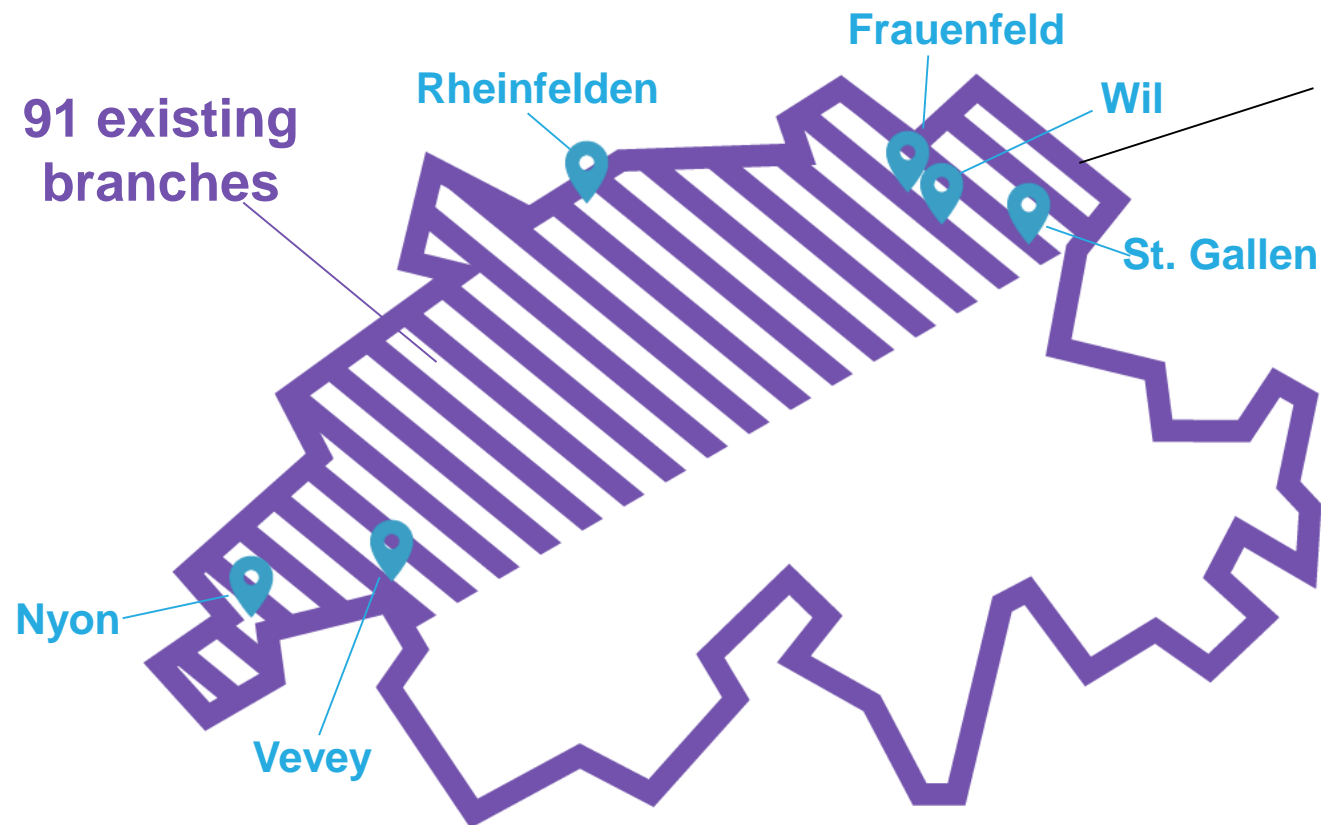 Frauenfeld
Rheinfelden
Wil
91 existing
branches
St. Gallen
Nyon
Vevey